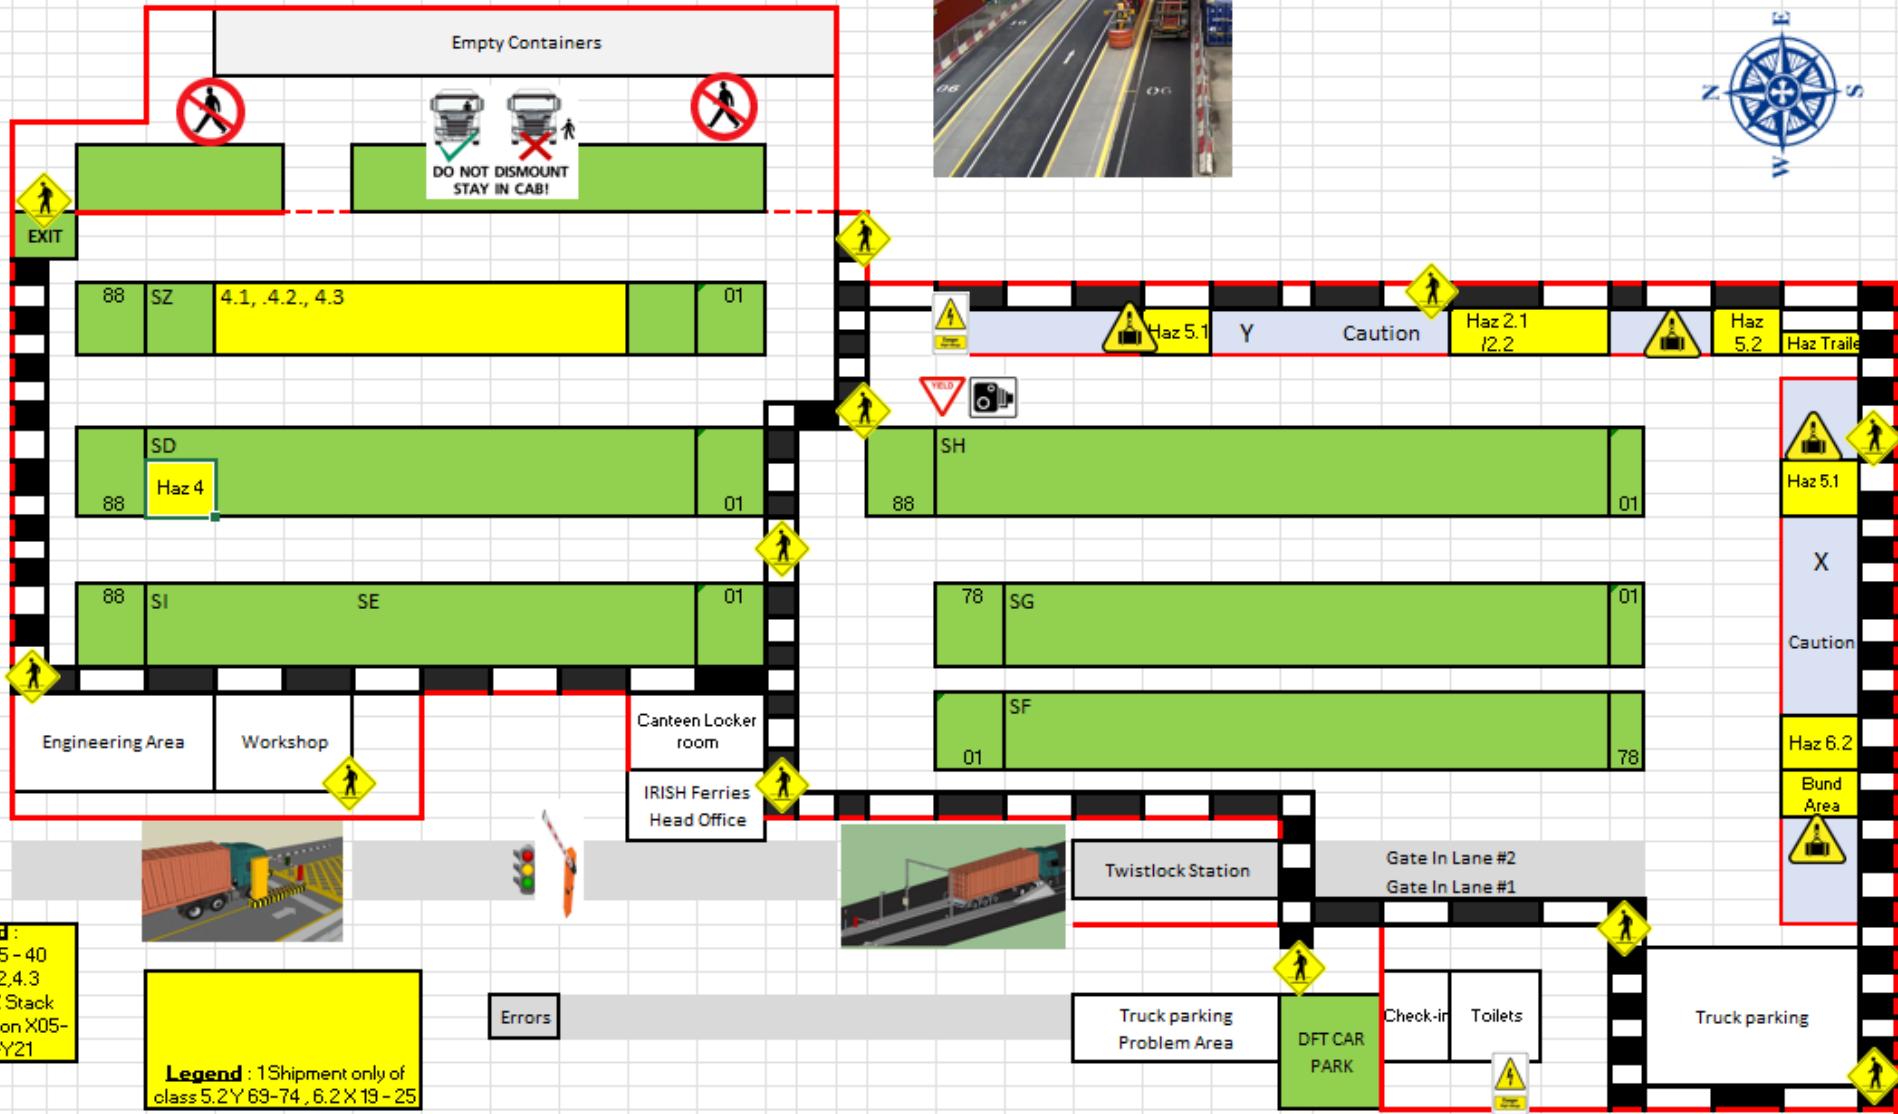 Empty Containers
E
N
S
W
06
06
DO NOT DISMOUNT
STAY IN CAB!
EXIT
88
SZ
4.1, .4.2., 4.3
01
Haz 5.1
Y
Caution
Haz 2.1
/2.2
Haz
5.2
Haz Traile
YIELD
SD
Haz 4
88
01
SH
88
01
Haz 5.1
88
SI
SE
01
78
SG
01
X
Caution
SF
01
78
Engineering Area
Workshop
Canteen Locker
room
IRISH Ferries
Head Office
Haz 6.2
Bund
Area
Twistlock Station
Gate In Lane #2
Gate In Lane #1
d :
5 - 40
2,4.3
Stack
on X05-
Y21
Legend : 1 Shipment only of
class 5.2 Y 69-74 , 6.2 X 19 - 25
Errors
Truck parking
Problem Area
DFT CAR
PARK
Check-in
Toilets
Truck parking